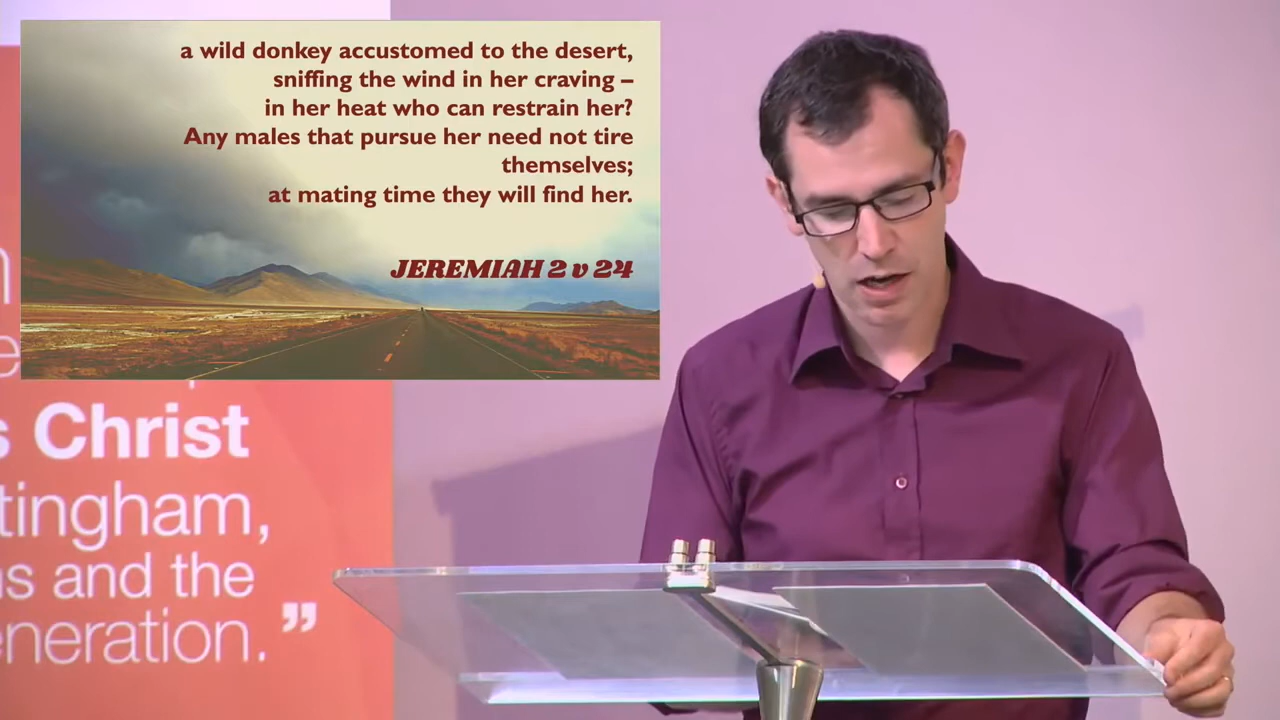 a wild donkey accustomed to the desert,
sniffing the wind in her craving –
in her heat who can restrain her?
Any males that pursue her need not tire
themselves;
at mating time they will find her.
JEREMIAH 2 v 24
Christ
and the